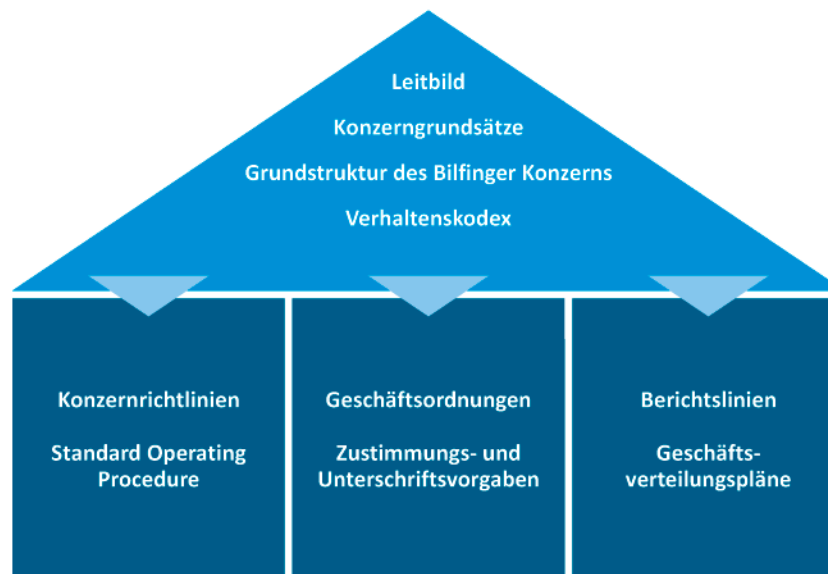 Leitbild
Konzerngrundsätze
Grundstruktur des Bilfinger Konzerns
Verhaltenskodex
Konzernrichtlinien
Standard Operating
Procedure
Geschäftsordnungen
Zustimmungs- und
Unterschriftsvorgaben
Berichtslinien
Geschäfts-
verteilungspläne